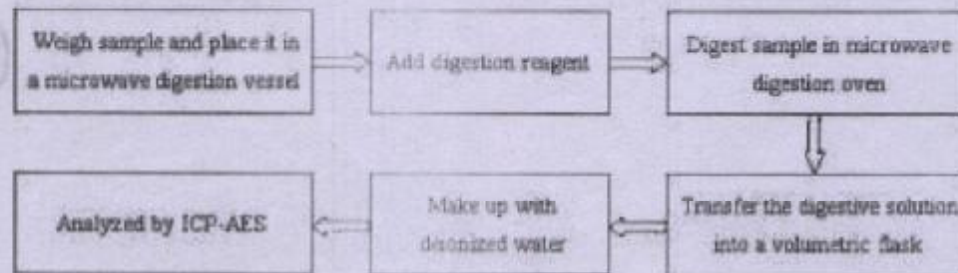 Weigh sample and place it in
a microwave digestion vessel
Add digestion reagent
Digest sample in microwave
digestion oven
Transfer the digestive solution
into a volumetric flask
Make up with
deionized water
Analyzed by ICP-AES